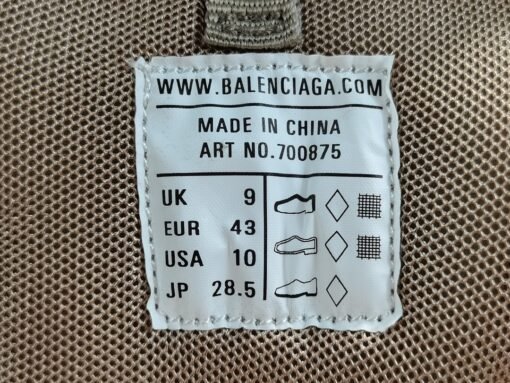 WWW.BALENCIAGA.COM
MADE IN CHINA
ART NO.700875
UK 9
EUR 43
USA 10
JP 28.5